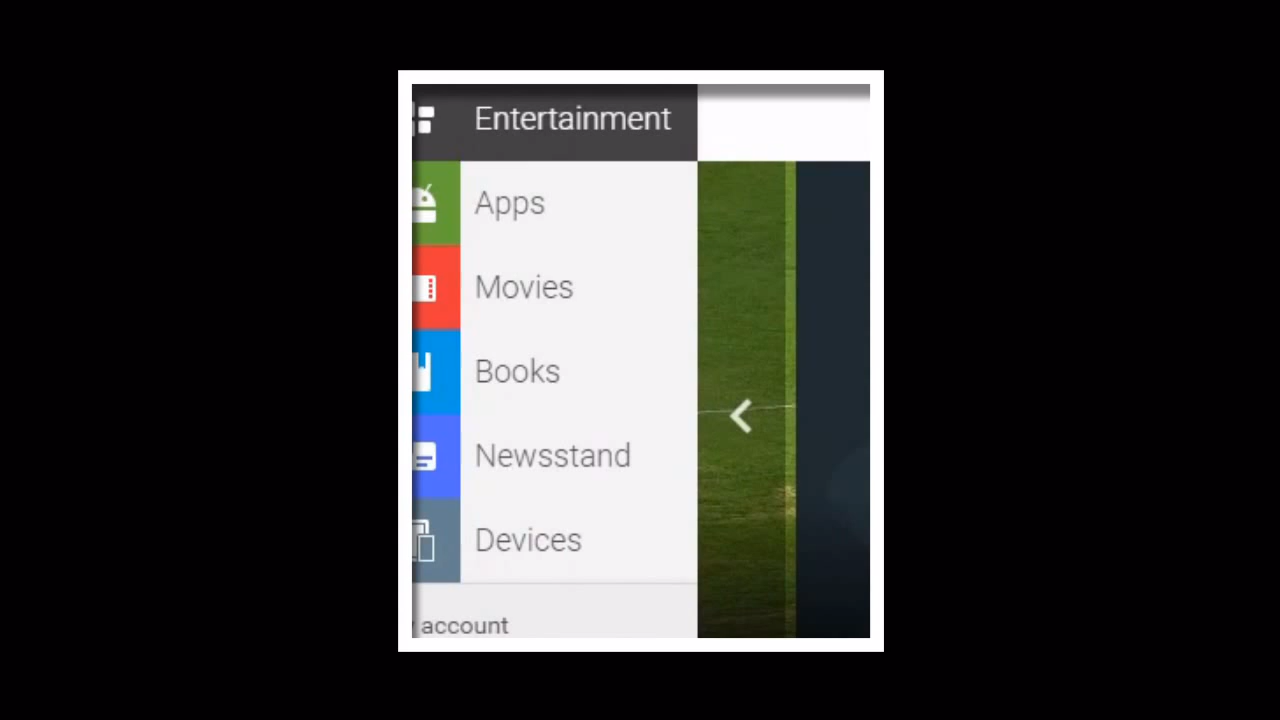 Entertainment
Apps
Movies
Books
Newsstand
Devices
account